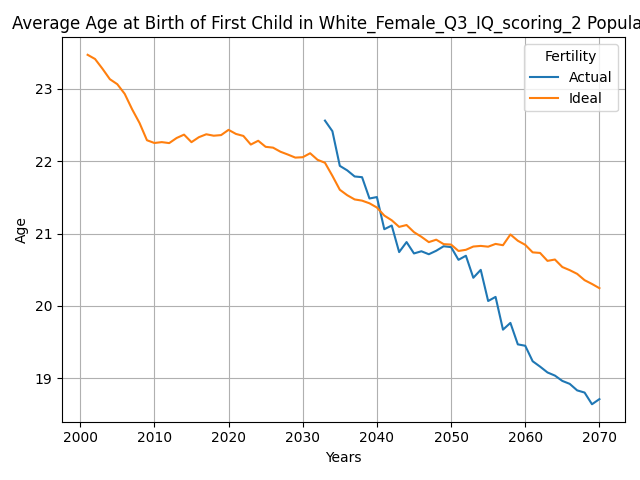 Average Age at Birth of First Child in White_Female_Q3_IQ_scoring_2 Popula
Fertility
Actual
Ideal
23
22
21
20
19
Age
2000 2010 2020 2030 2040 2050 2060 2070
Years